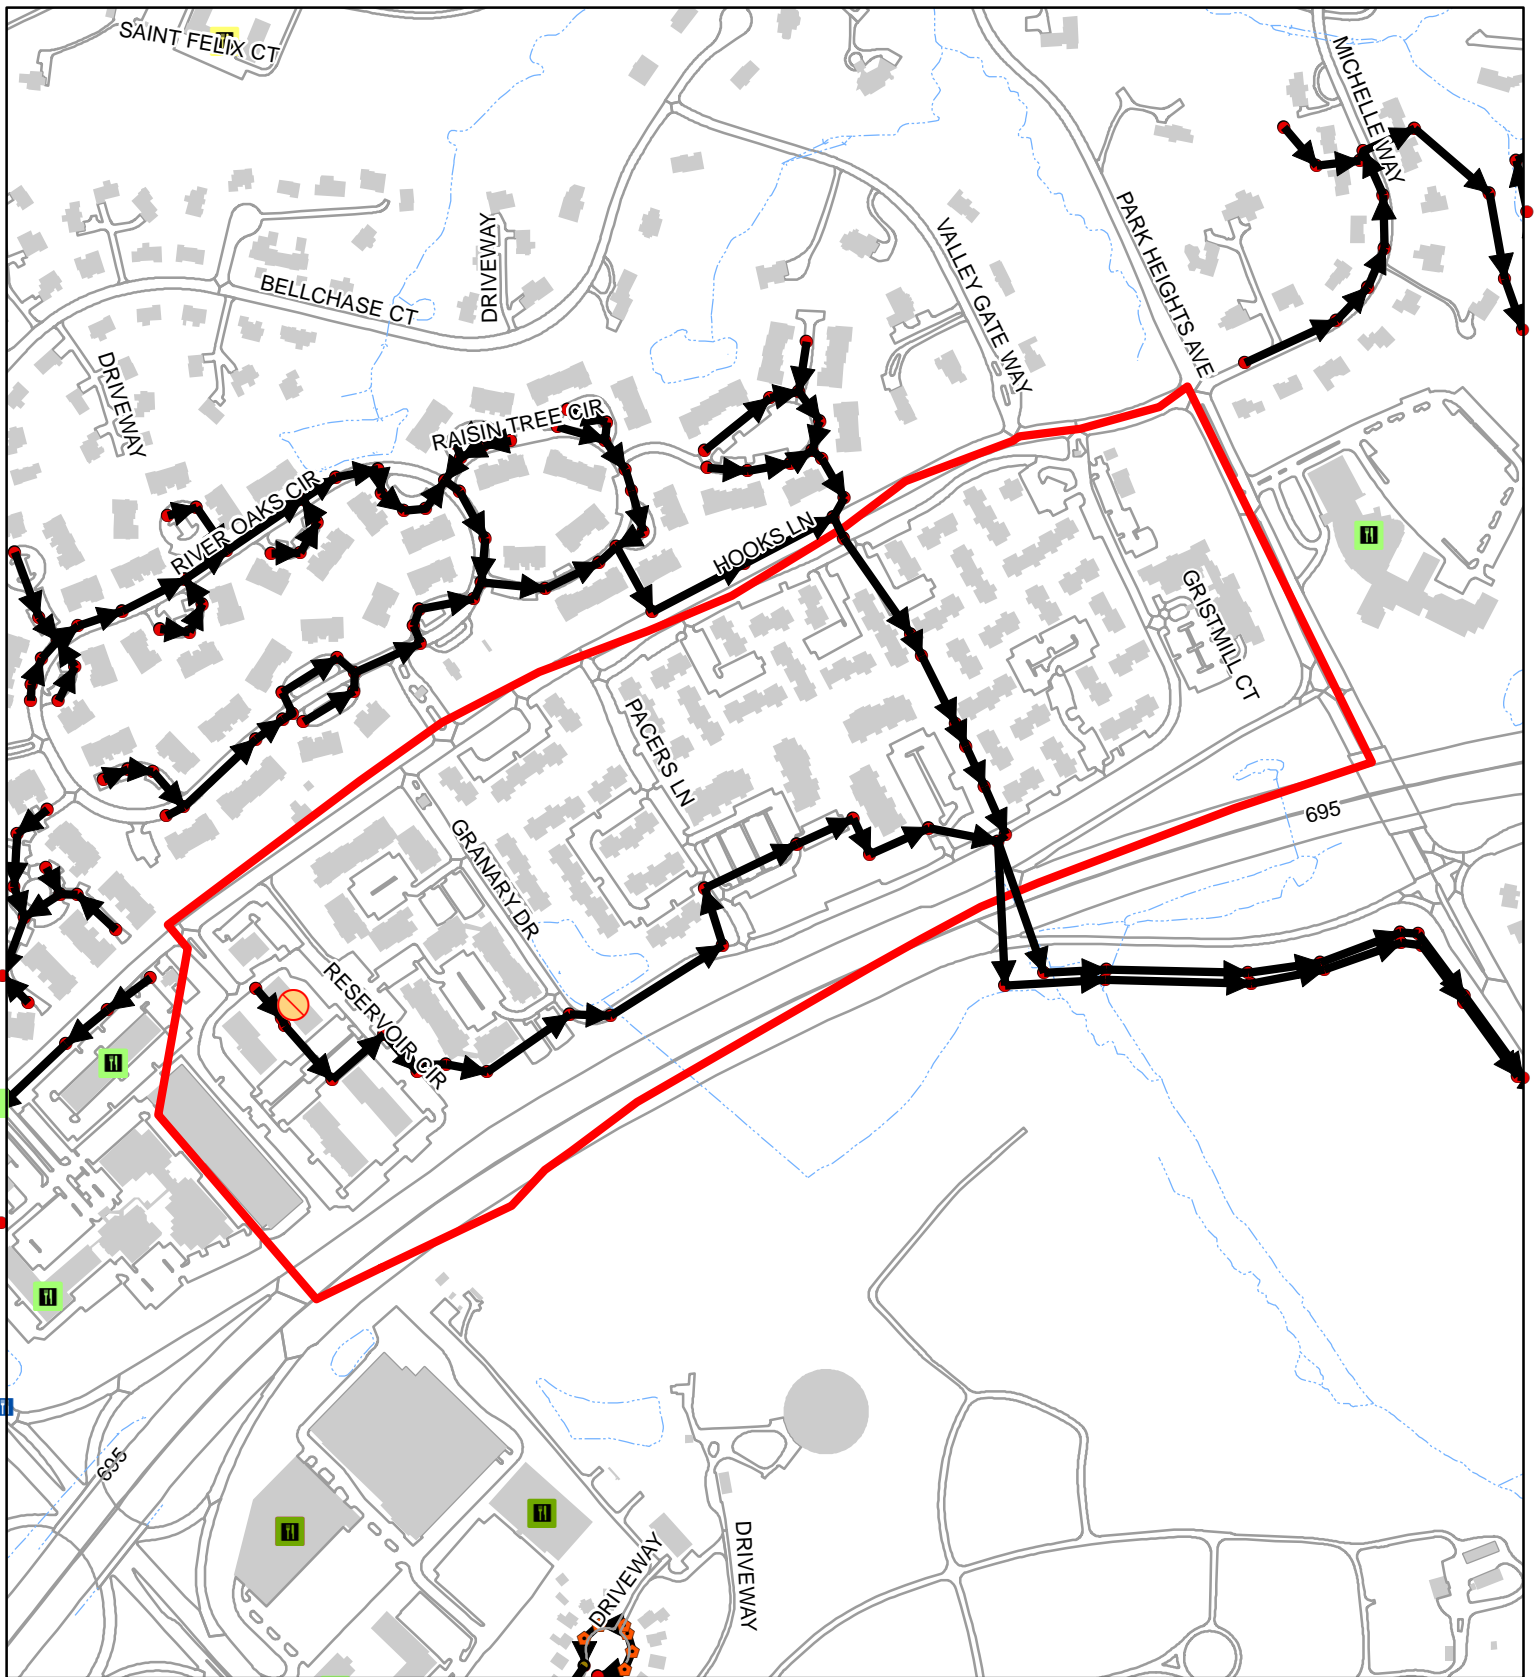 SAINT FELIX CT
MICHELLE WAY
DRIVEWAY
PARK HEIGHTS AVE
VALLEY GATE WAY
BELLCHASE CT
DRIVEWAY
RAISIN TREE CIR
RIVER OAKS CIR
HOOKS LN
GRISTMILL CT
PACERS LN
695
GRANARY DR
RESERVOIR CIR
695
DRIVEWAY
DRIVEWAY